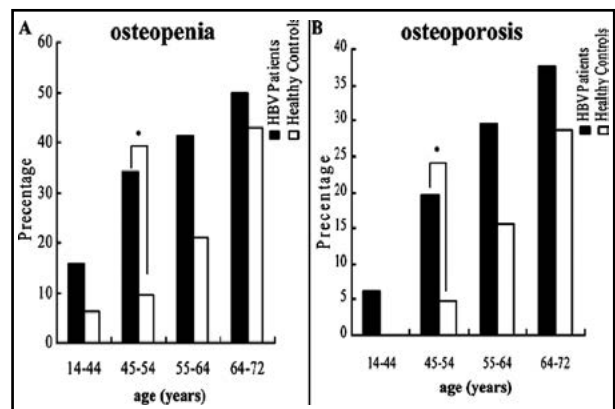 A
osteopenia
HBV Patients
Healthy Controls
Precentage
60
50
40
30
20
10
0
*
14-44
45-54
55-64
64-72
age (years)
B
osteoporosis
HBV Patients
Healthy Controls
Precentage
40
35
30
25
20
15
10
5
0
*
14-44
45-54
55-64
64-72
age (years)